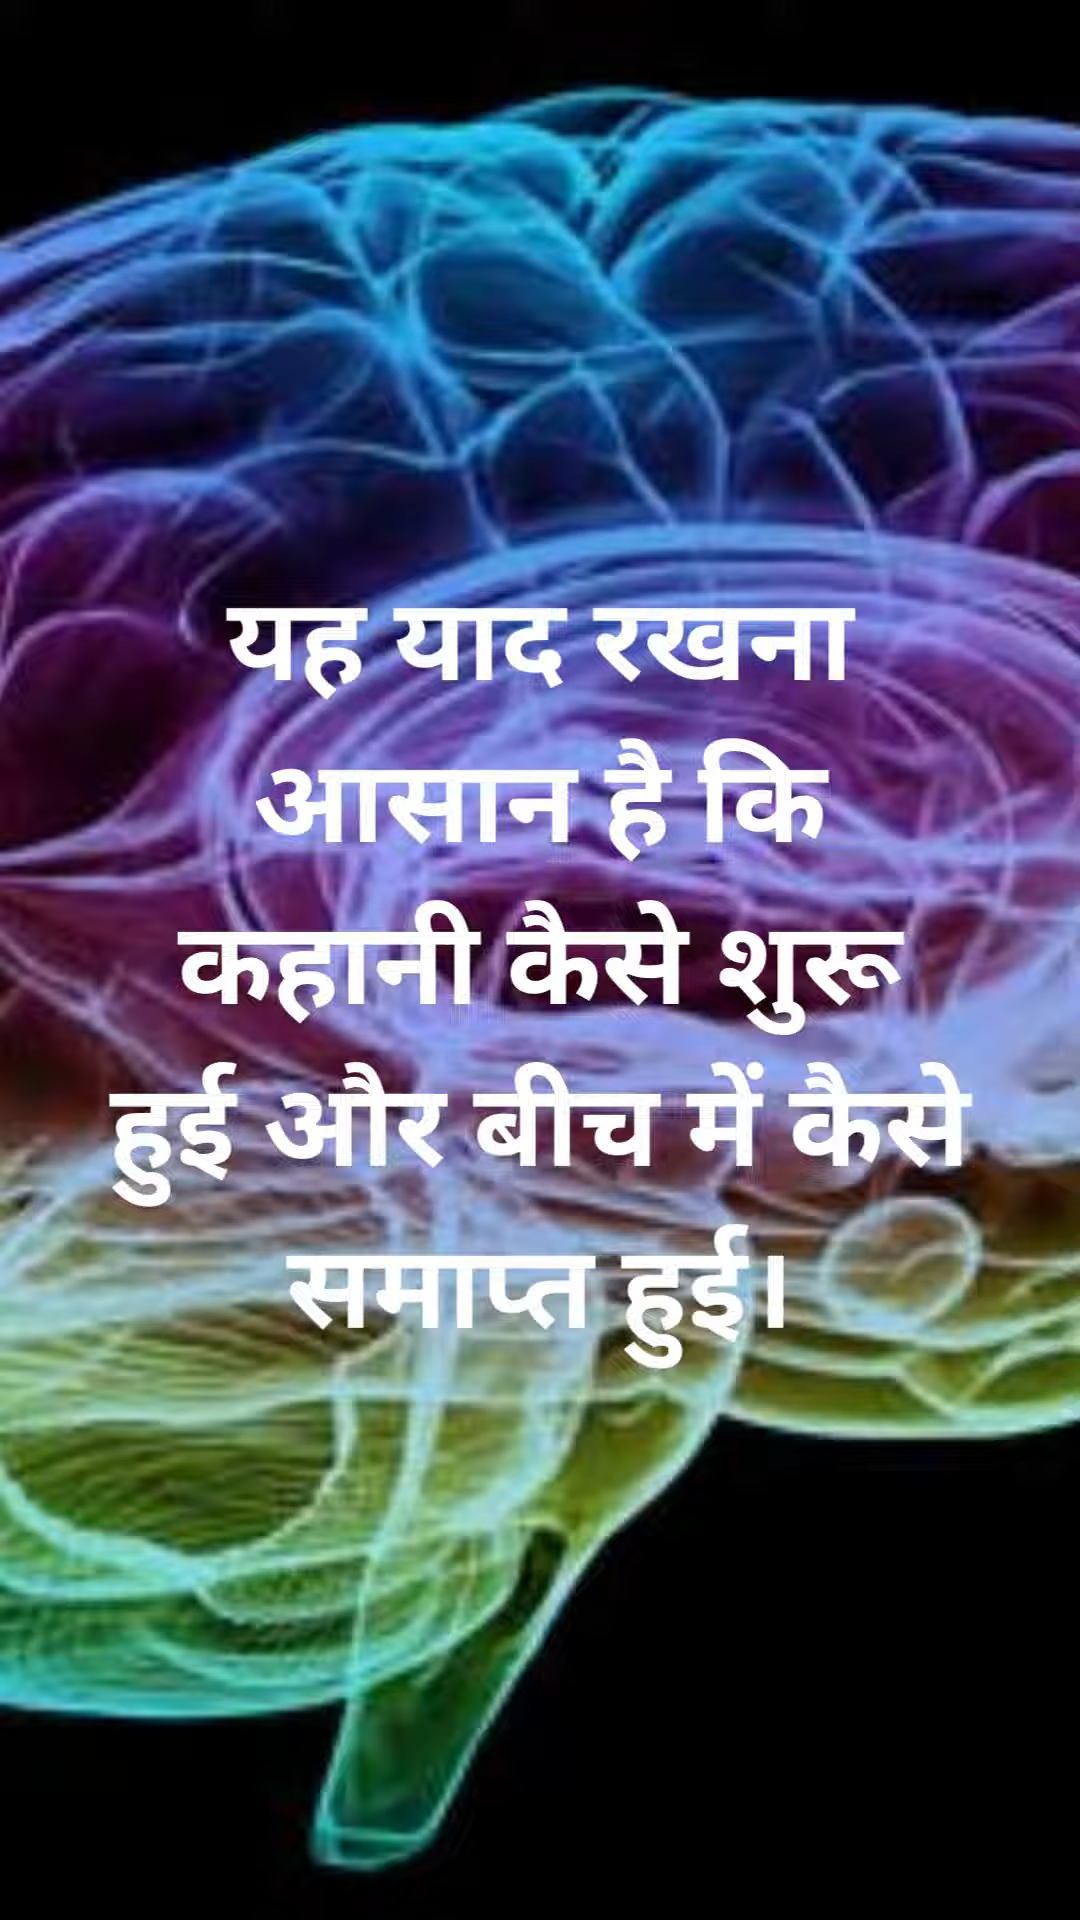 यह याद रखना
आसान है कि
कहानी कैसे शुरू
हुई और बीच में कैसे
समाप्त हुई।